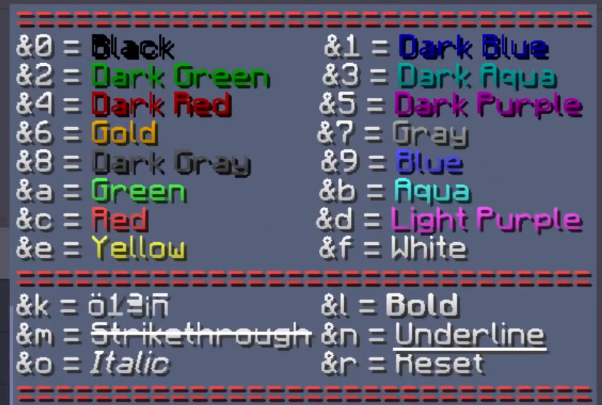 ================================
&0 = Black &1 = Dark Blue
&2 = Dark Green &3 = Dark Aqua
&4 = Dark Red &5 = Dark Purple
&6 = Gold &7 = Gray
&8 = Dark Gray &9 = Blue
&a = Green &b = Aqua
&c = Red &d = Light Purple
&e = Yellow &f = White
================================
&k = &l = Bold
&m = Strikethrough &n = Underline
&o = Italic &r = Reset
================================